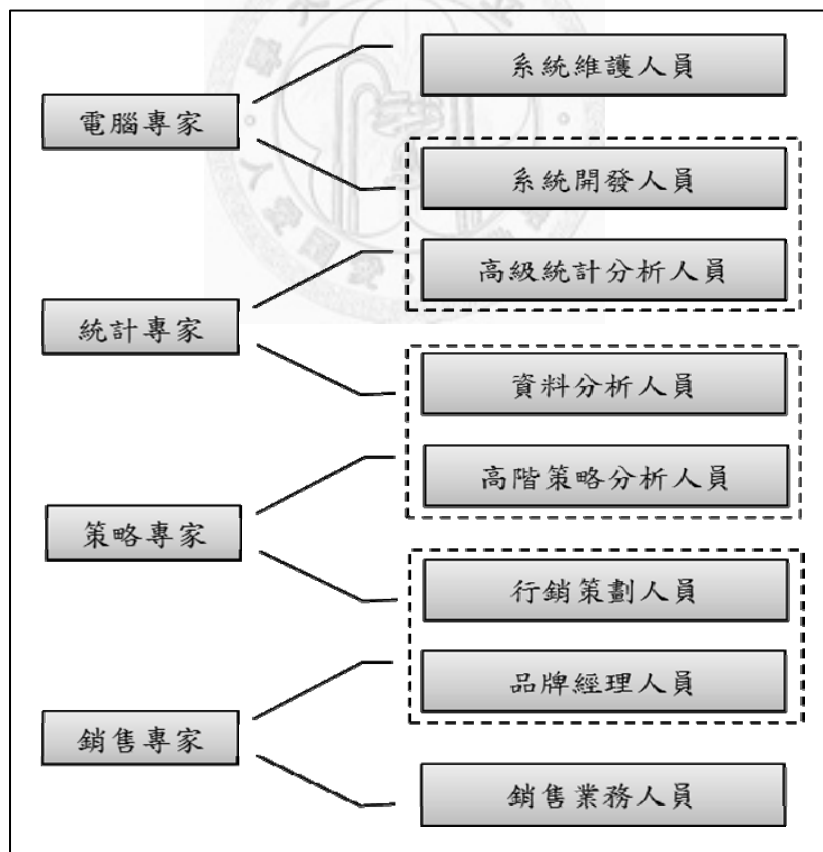 系統維護人員
電腦專家
系統開發人員
高級統計分析人員
統計專家
資料分析人員
高階策略分析人員
策略專家
行銷策劃人員
品牌經理人員
銷售專家
銷售業務人員